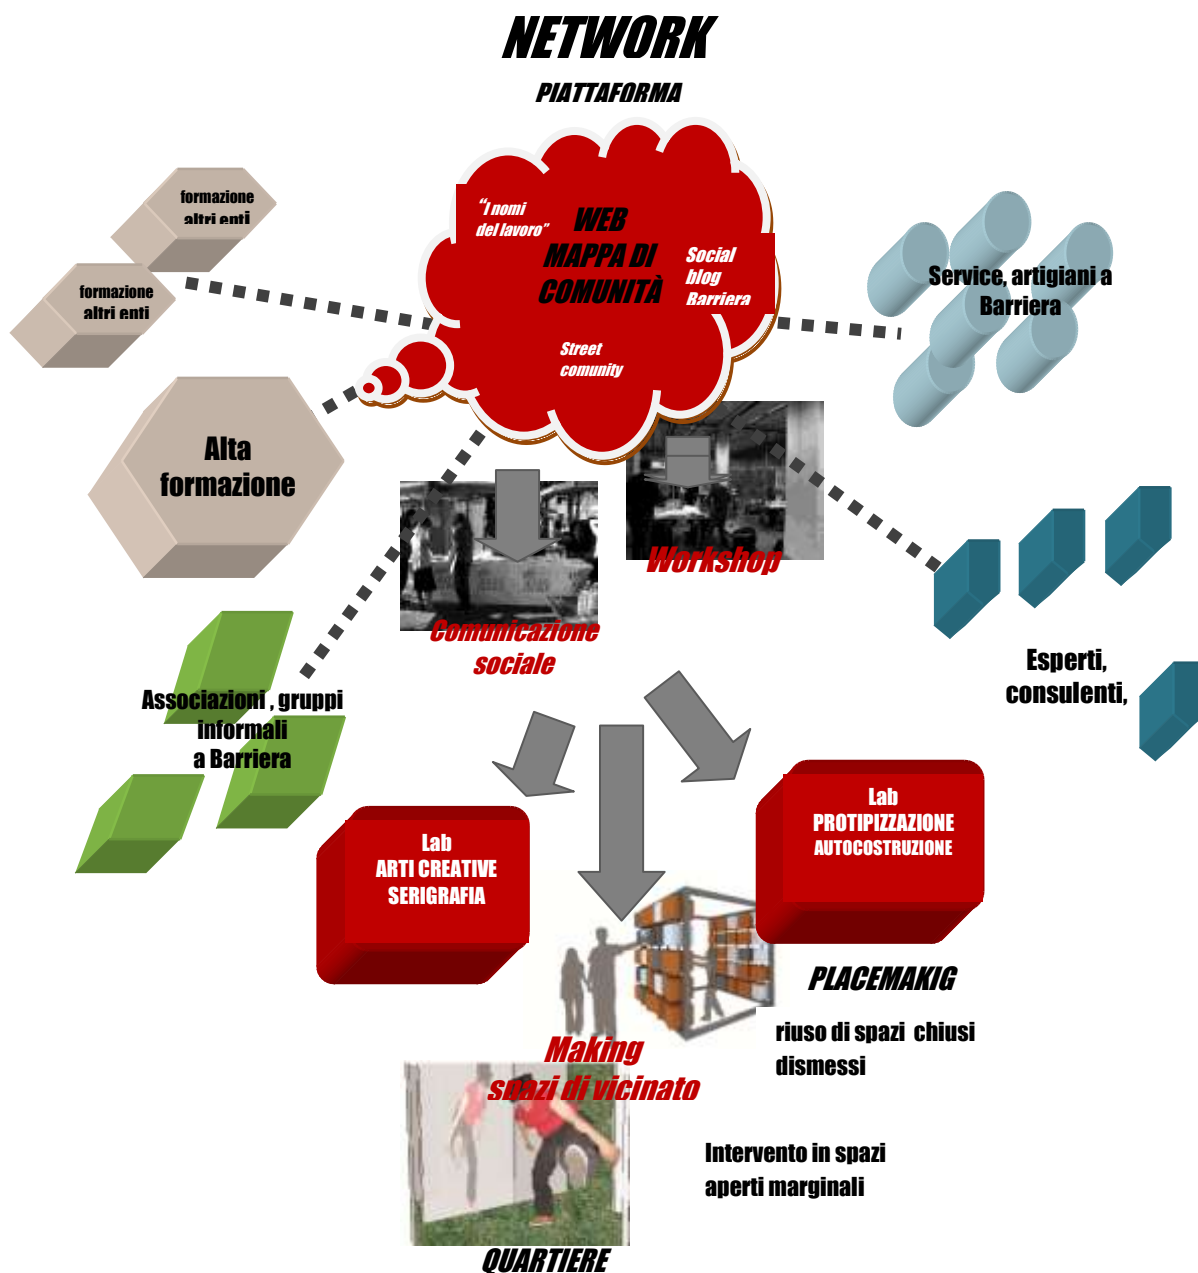 NETWORK
PIATTAFORMA
formazione
altri enti
formazione
altri enti
"I nomi
del lavoro"
WEB
MAPPA DI
COMUNITÀ
Social
blog
Barriera
Street
comunity
Service, artigiani a
Barriera
Alta
formazione
Workshop
Comunicazione
sociale
Esperti,
consulenti,
Associazioni , gruppi
informali
a Barriera
Lab
ARTI CREATIVE
SERIGRAFIA
Lab
PROTIPIZZAZIONE
AUTOCOSTRUZIONE
PLACEMAKIG
riuso di spazi chiusi
dismessi
Making
spazi di vicinato
Intervento in spazi
aperti marginali
QUARTIERE